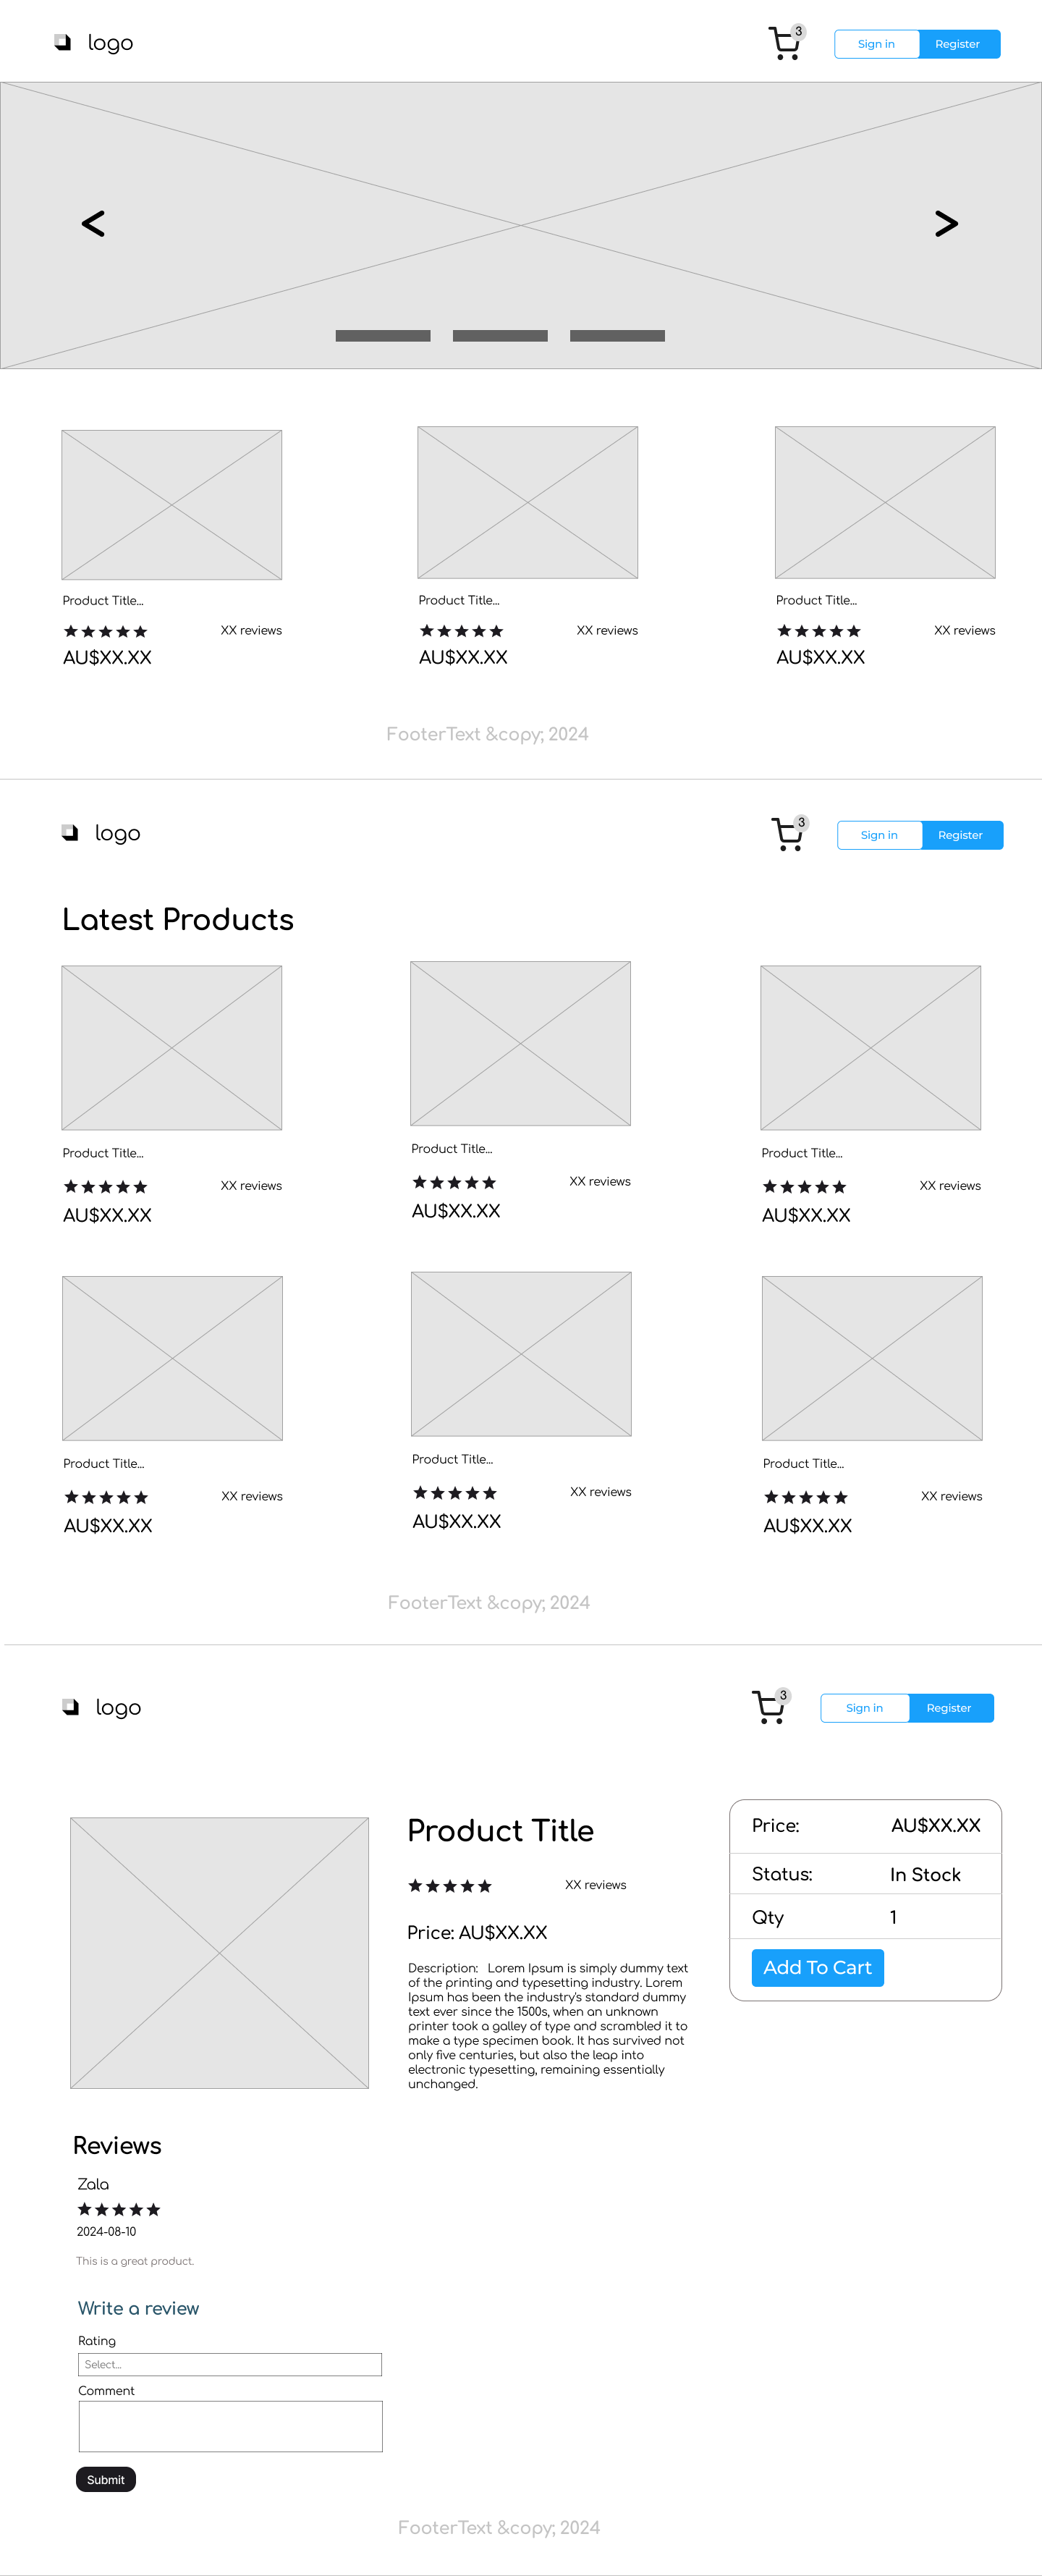 logo
3
Sign in Register
< >
Product Title... Product Title... Product Title...
XX reviews XX reviews XX reviews
AU$XX.XX AU$XX.XX AU$XX.XX
FooterText &copy; 2024
logo
3
Sign in Register
Latest Products
Product Title... Product Title... Product Title...
XX reviews XX reviews XX reviews
AU$XX.XX AU$XX.XX AU$XX.XX
Product Title... Product Title... Product Title...
XX reviews XX reviews XX reviews
AU$XX.XX AU$XX.XX AU$XX.XX
FooterText &copy; 2024
logo
3
Sign in Register
Product Title
XX reviews
Price: AU$XX.XX
Description: Lorem Ipsum is simply dummy text
of the printing and typesetting industry. Lorem
Ipsum has been the industry's standard dummy
text ever since the 1500s, when an unknown
printer took a galley of type and scrambled it to
make a type specimen book. It has survived not
only five centuries, but also the leap into
electronic typesetting, remaining essentially
unchanged.
Price: AU$XX.XX
Status: In Stock
Qty 1
Add To Cart
Reviews
Zala
2024-08-10
This is a great product.
Write a review
Rating
Select...
Comment
Submit
FooterText &copy; 2024